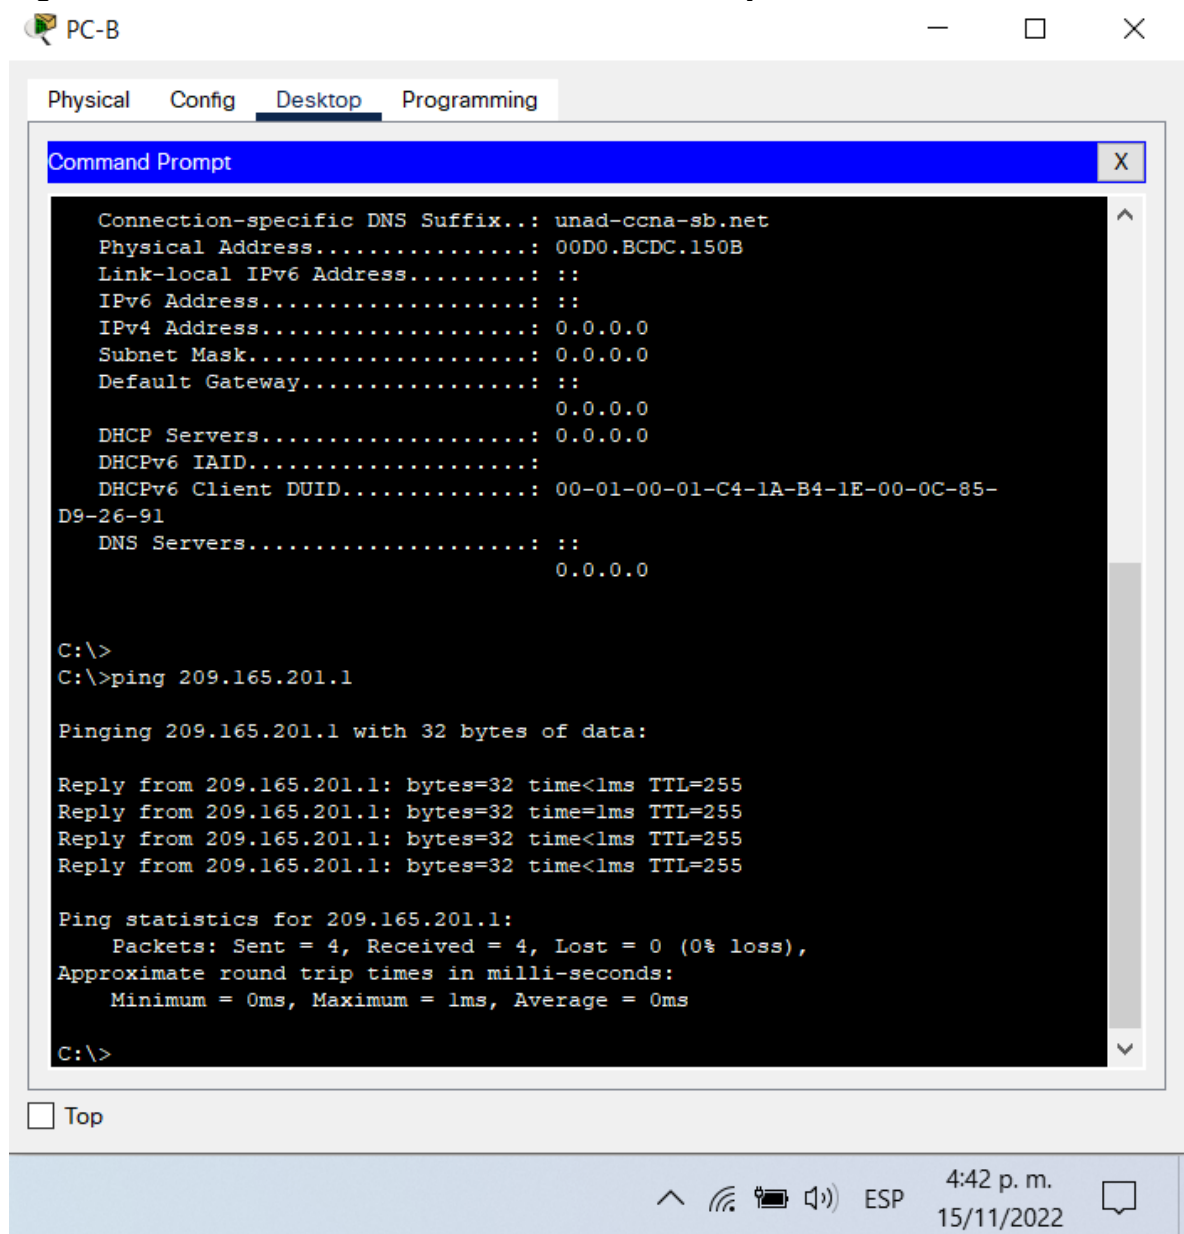 PC-B
Physical Config Desktop Programming
Command Prompt
X
Connection-specific DNS Suffix..: unad-ccna-sb.net
Physical Address................: 00D0.BCDC.150B
Link-local IPv6 Address.........: ::
IPv6 Address....................: ::
IPv4 Address....................: 0.0.0.0
Subnet Mask.....................: 0.0.0.0
Default Gateway.................: ::
0.0.0.0
DHCP Servers....................: 0.0.0.0
DHCPv6 IAID.....................:
DHCPv6 Client DUID..............: 00-01-00-01-C4-1A-B4-1E-00-0C-85-
D9-26-91
DNS Servers.....................: ::
0.0.0.0
C:\>
C:\>ping 209.165.201.1
Pinging 209.165.201.1 with 32 bytes of data:
Reply from 209.165.201.1: bytes=32 time<1ms TTL=255
Reply from 209.165.201.1: bytes=32 time=1ms TTL=255
Reply from 209.165.201.1: bytes=32 time<1ms TTL=255
Reply from 209.165.201.1: bytes=32 time<1ms TTL=255
Ping statistics for 209.165.201.1:
Packets: Sent = 4, Received = 4, Lost = 0 (0% loss),
Approximate round trip times in milli-seconds:
Minimum = 0ms, Maximum = 1ms, Average = 0ms
C:\>
Top
ESP
4:42 p. m.
15/11/2022